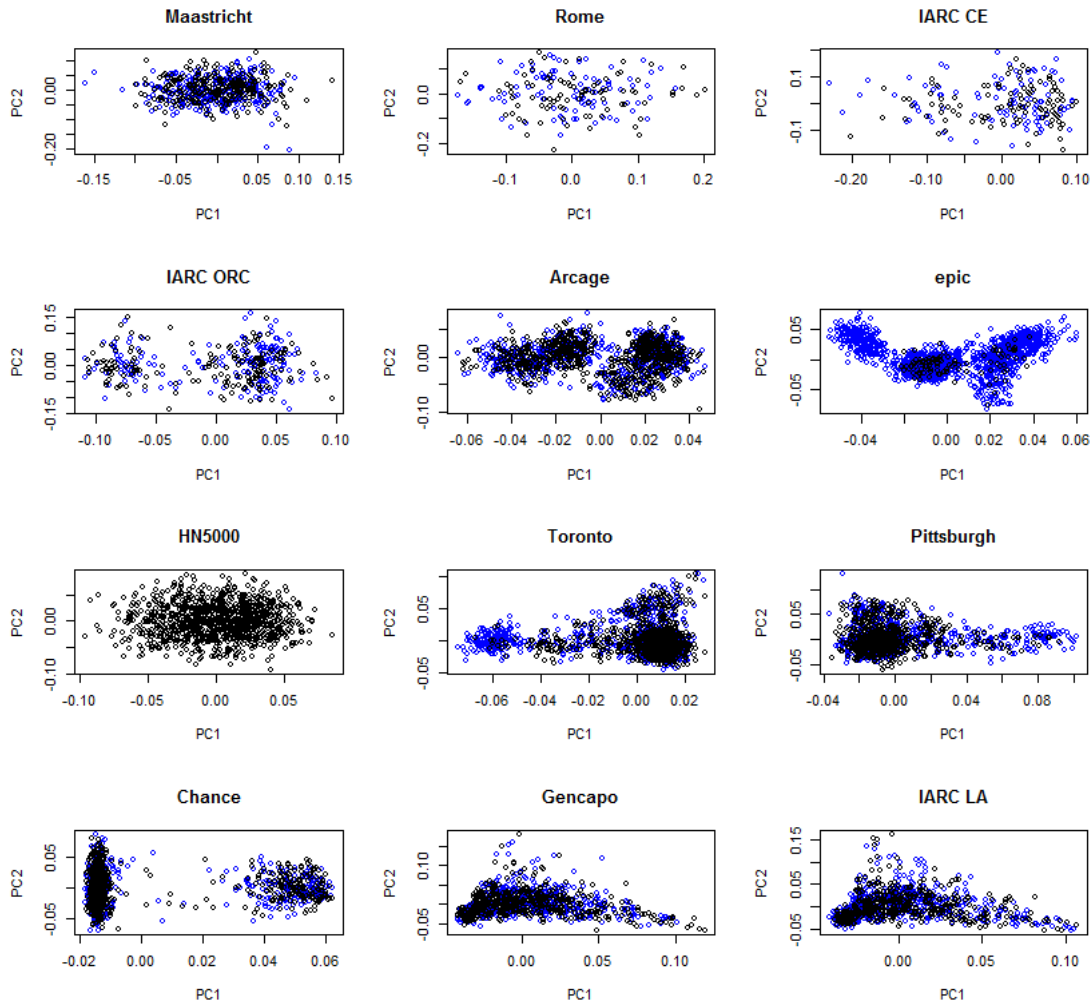 Maastricht
Rome
IARC CE
PC2
-0.20
0.00
-0.15
-0.05
0.05
0.10
0.15
PC1
PC2
-0.2
0.0
-0.1
0.0
0.1
0.2
PC1
PC2
-0.1
0.1
-0.20
-0.10
0.00
0.10
PC1
IARC ORC
Arcage
epic
PC2
-0.15
0.00
0.15
-0.10
-0.05
0.00
0.05
0.10
PC1
PC2
-0.10
0.00
-0.06
-0.04
-0.02
0.00
0.02
0.04
PC1
PC2
-0.05
0.05
-0.04
-0.02
0.00
0.02
0.04
0.06
PC1
HN5000
Toronto
Pittsburgh
PC2
-0.10
0.00
-0.10
-0.05
0.00
0.05
PC1
PC2
-0.05
0.05
-0.06
-0.04
-0.02
0.00
0.02
PC1
PC2
-0.05
0.05
-0.04
0.00
0.04
0.08
PC1
Chance
Gencapo
IARC LA
PC2
-0.05
0.05
-0.02
0.00
0.02
0.04
0.06
PC1
PC2
-0.05
0.10
0.00
0.05
0.10
PC1
PC2
-0.05
0.05
0.15
0.00
0.05
0.10
PC1